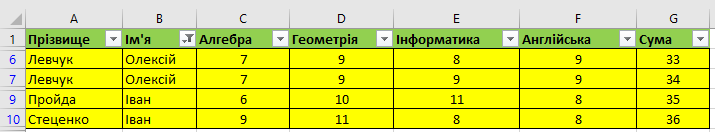 A B C D E F G
1 Прізвище Ім'я Алгебра Геометрія Інформатика Англійська Сума
6 Левчук Олексій 7 9 8 9 33
7 Левчук Олексій 7 9 9 9 34
9 Пройда Іван 6 10 11 8 35
10 Стеценко Іван 9 11 8 8 36